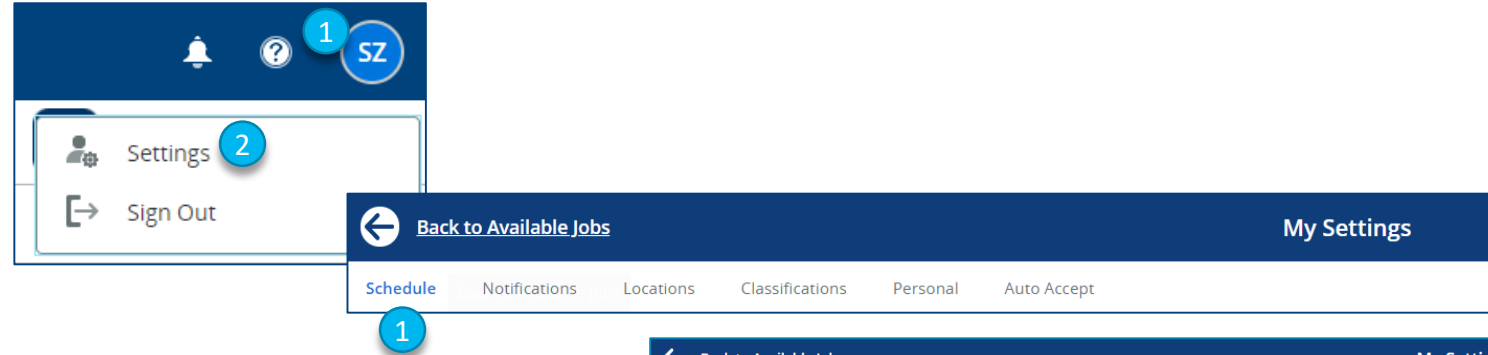 1
SZ
Settings 2
Sign Out
Back to Available Jobs My Settings
Schedule Notifications Locations Classifications Personal Auto Accept
1